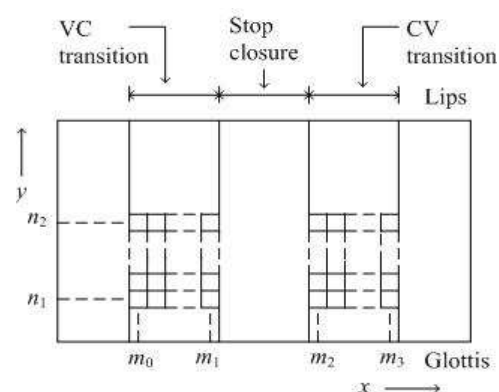 VC
transition
Stop
closure
CV
transition
Lips
y
n2
n1
m0
m1
m2
m3
Glottis
x